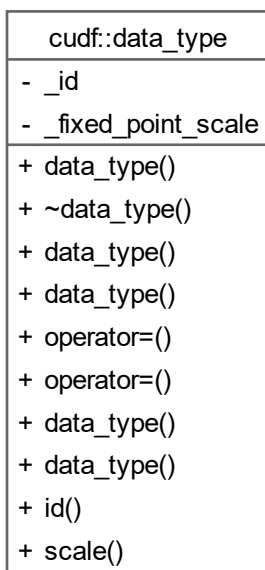 cudf::data_type
- _id
- _fixed_point_scale
+ data_type()
+ ~data_type()
+ data_type()
+ data_type()
+ operator=()
+ operator=()
+ data_type()
+ data_type()
+ id()
+ scale()